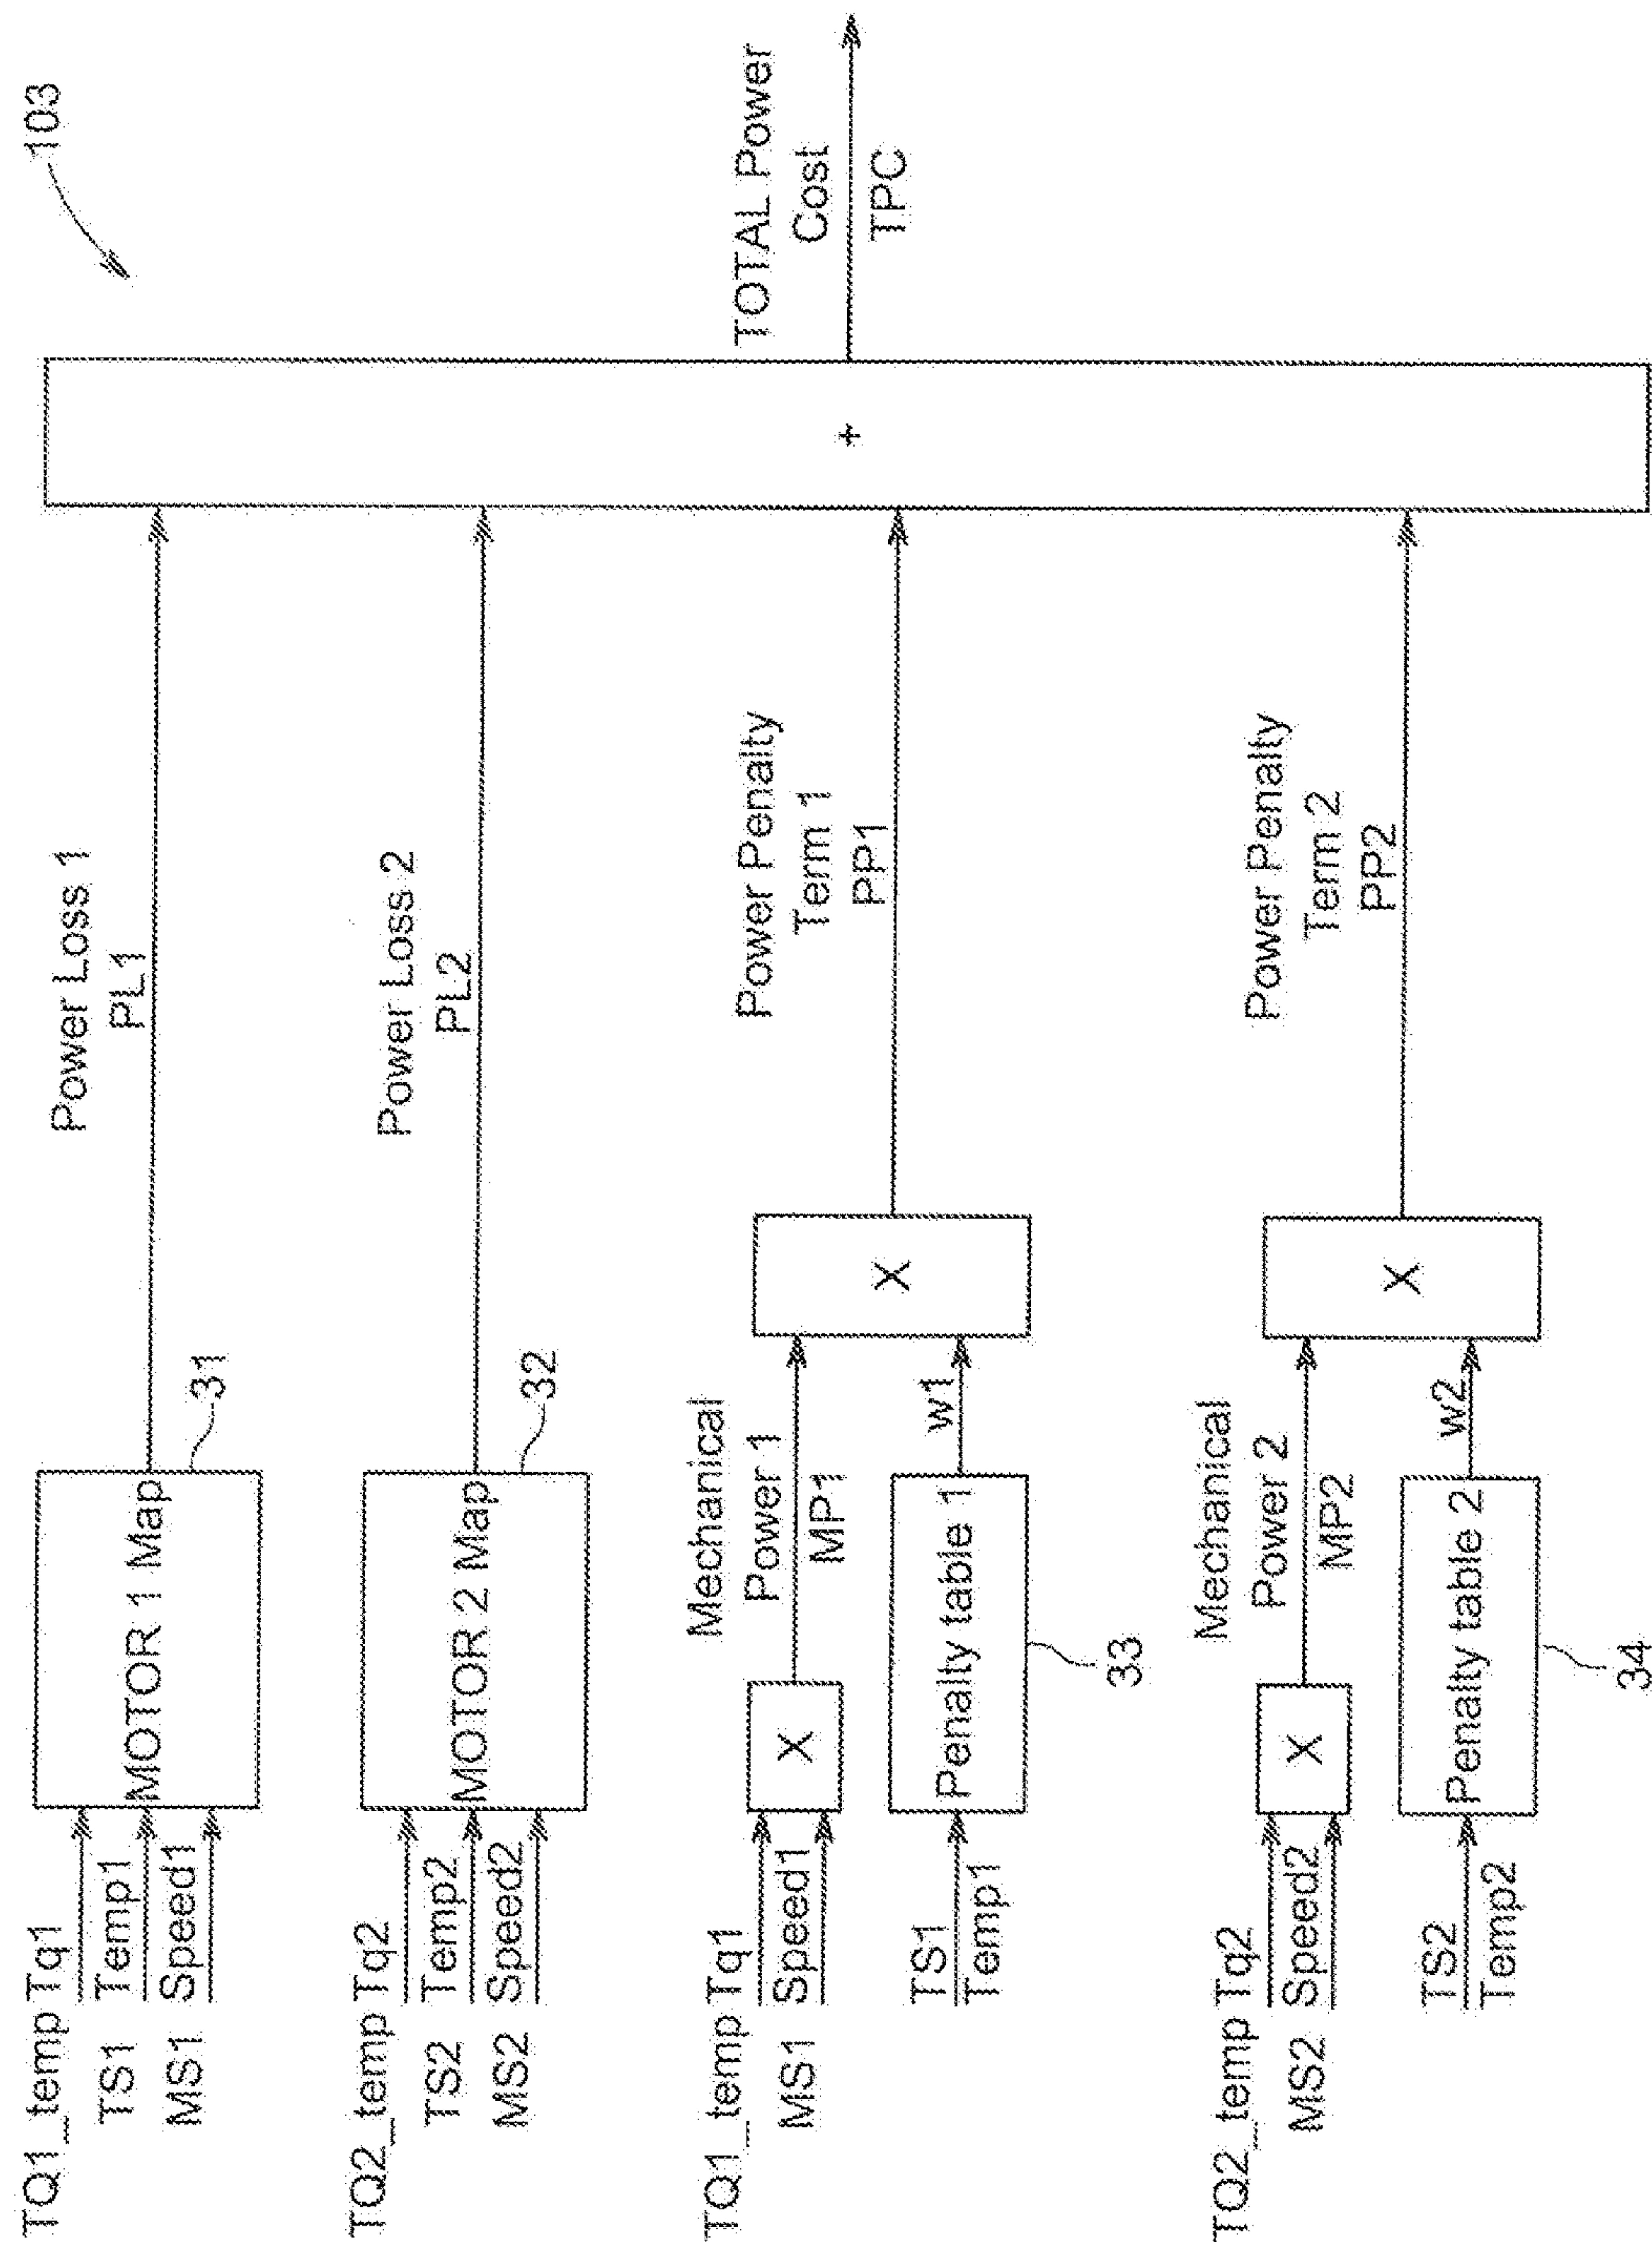 103
TQ1_temp Tq1
TS1 Temp1
MS1 Speed1
MOTOR 1 Map
31
Power Loss 1
PL1
TQ2_temp Tq2
TS2 Temp2
MS2 Speed2
MOTOR 2 Map
32
Power Loss 2
PL2
TQ1_temp Tq1
MS1 Speed1
X
Mechanical
Power 1
MP1
TS1
Temp1
Penalty table 1
33
w1
X
Power Penalty
Term 1
PP1
TQ2_temp Tq2
MS2 Speed2
X
Mechanical
Power 2
MP2
TS2
Temp2
Penalty table 2
34
w2
X
Power Penalty
Term 2
PP2
+
TOTAL Power
Cost
TPC